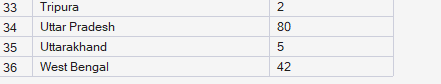 33 Tripura 2
34 Uttar Pradesh 80
35 Uttarakhand 5
36 West Bengal 42